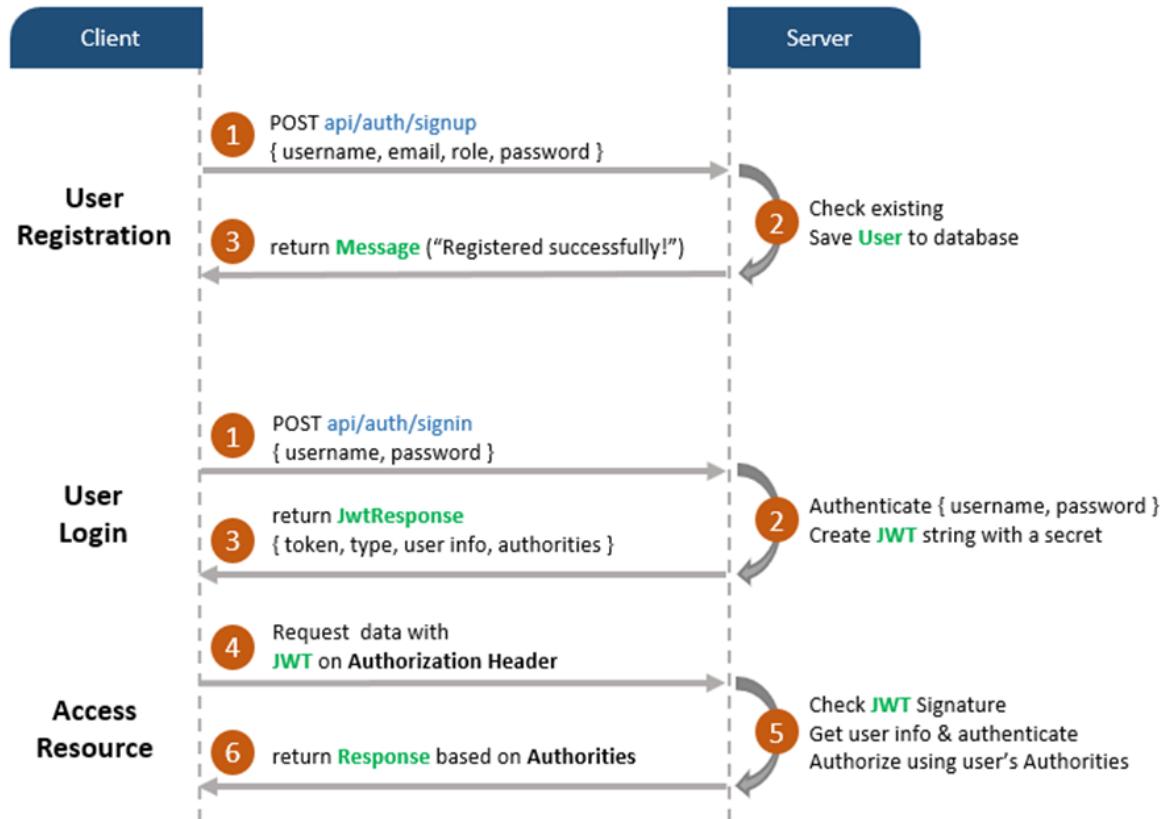 Client
Server
User
Registration
1
POST api/auth/signup
{ username, email, role, password }
2
Check existing
Save User to database
3
return Message (“Registered successfully!”)
User
Login
1
POST api/auth/signin
{ username, password }
2
Authenticate { username, password }
Create JWT string with a secret
3
return JwtResponse
{ token, type, user info, authorities }
Access
Resource
4
Request data with
JWT on Authorization Header
5
Check JWT Signature
Get user info & authenticate
Authorize using user’s Authorities
6
return Response based on Authorities